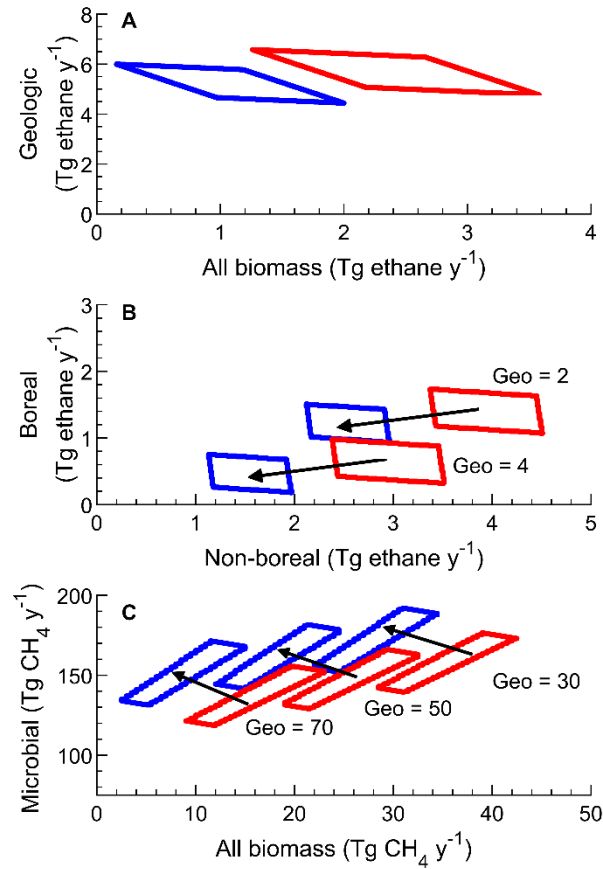 A
8
6
4
2
0
Geologic
(Tg ethane y⁻¹)
0 1 2 3 4
All biomass (Tg ethane y⁻¹)
B
3
2
1
0
Boreal
(Tg ethane y⁻¹)
Geo = 2
Geo = 4
0 1 2 3 4 5
Non-boreal (Tg ethane y⁻¹)
C
200
150
100
Microbial (Tg CH₄ y⁻¹)
Geo = 30
Geo = 50
Geo = 70
0 10 20 30 40 50
All biomass (Tg CH₄ y⁻¹)